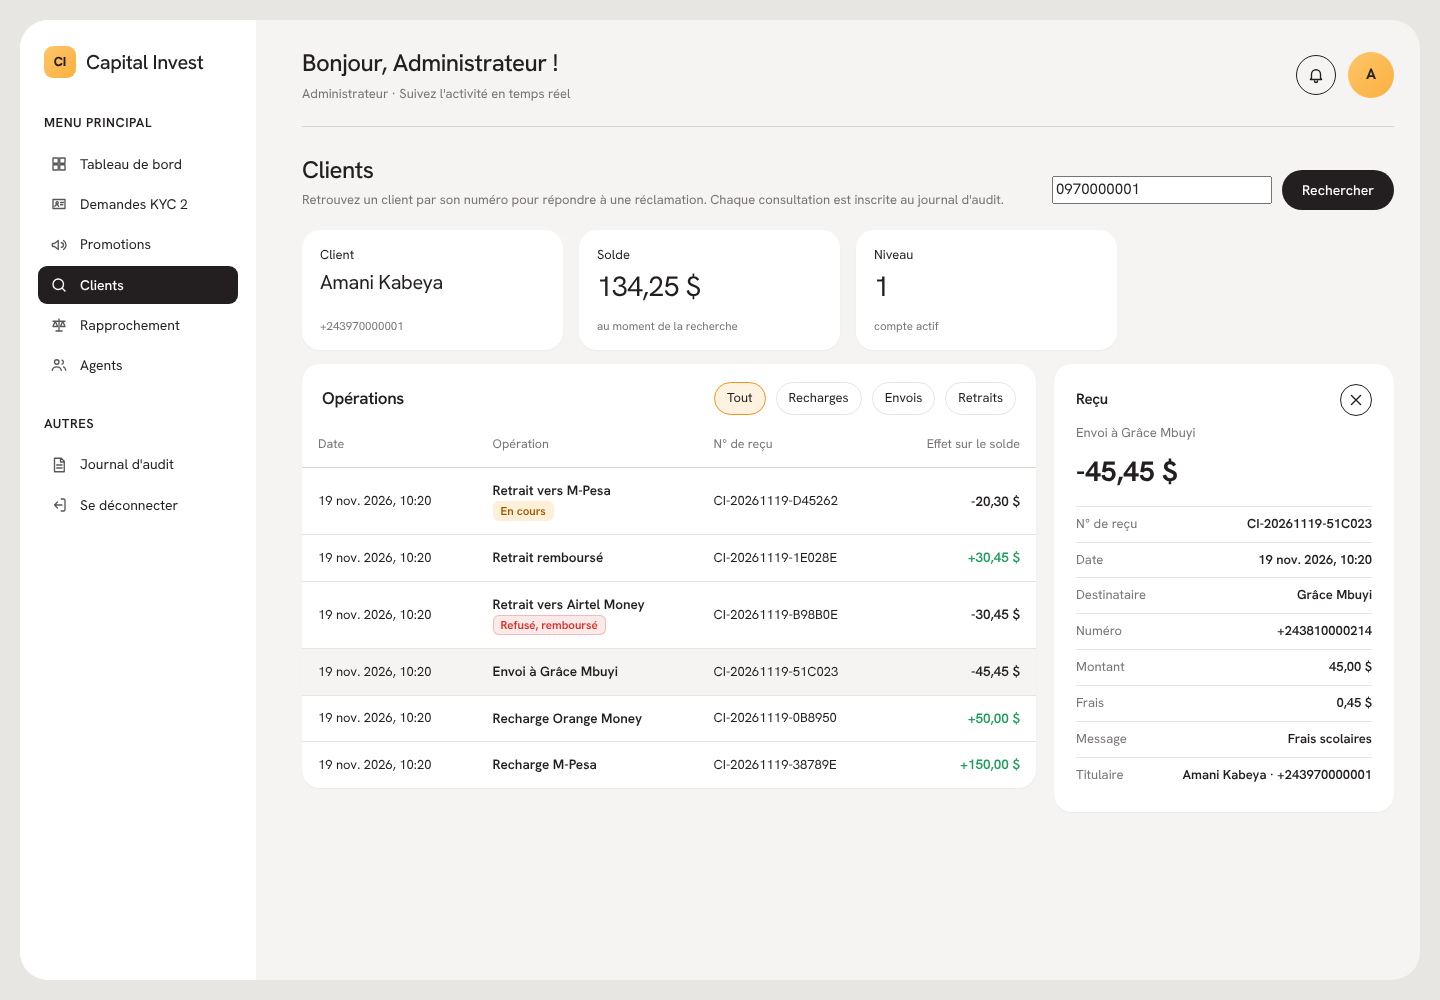 CI Capital Invest
MENU PRINCIPAL
Tableau de bord
Demandes KYC 2
Promotions
Clients
Rapprochement
Agents
AUTRES
Journal d'audit
Se déconnecter
Bonjour, Administrateur !
Administrateur · Suivez l'activité en temps réel
A
Clients
Retrouvez un client par son numéro pour répondre à une réclamation. Chaque consultation est inscrite au journal d'audit.
0970000001
Rechercher
Client
Amani Kabeya
+243970000001
Solde
134,25 $
au moment de la recherche
Niveau
1
compte actif
Opérations
Tout Recharges Envois Retraits
Date Opération N° de reçu Effet sur le solde
19 nov. 2026, 10:20 Retrait vers M-Pesa CI-20261119-D45262 -20,30 $
En cours
19 nov. 2026, 10:20 Retrait remboursé CI-20261119-1E028E +30,45 $
19 nov. 2026, 10:20 Retrait vers Airtel Money CI-20261119-B98B0E -30,45 $
Refusé, remboursé
19 nov. 2026, 10:20 Envoi à Grâce Mbuyi CI-20261119-51C023 -45,45 $
19 nov. 2026, 10:20 Recharge Orange Money CI-20261119-0B8950 +50,00 $
19 nov. 2026, 10:20 Recharge M-Pesa CI-20261119-38789E +150,00 $
Reçu
Envoi à Grâce Mbuyi
-45,45 $
N° de reçu CI-20261119-51C023
Date 19 nov. 2026, 10:20
Destinataire Grâce Mbuyi
Numéro +243810000214
Montant 45,00 $
Frais 0,45 $
Message Frais scolaires
Titulaire Amani Kabeya · +243970000001